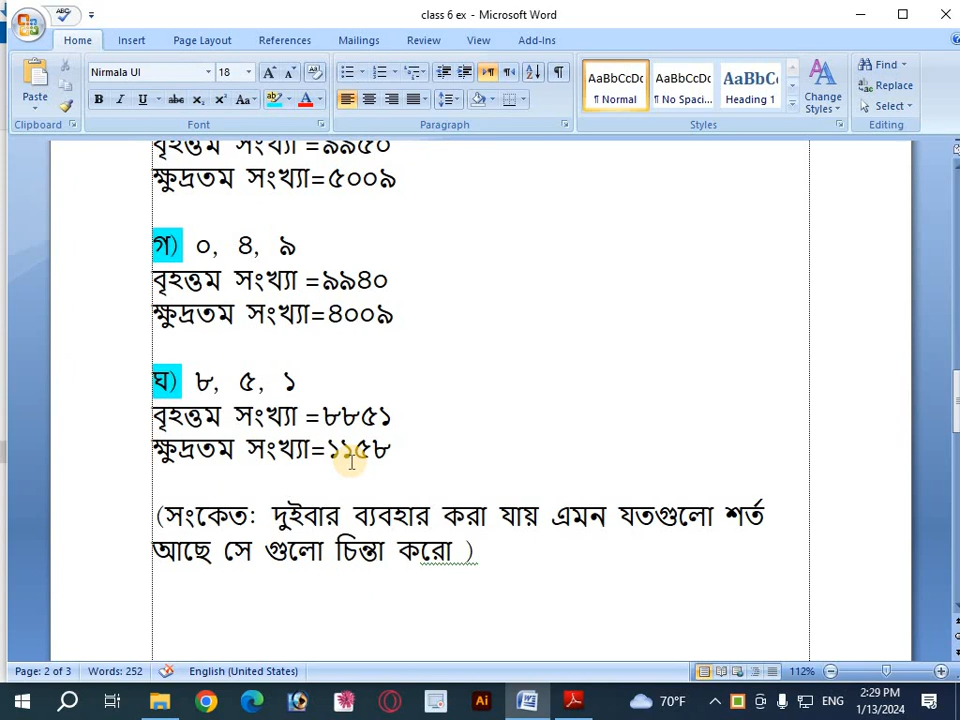 class 6 ex - Microsoft Word
Home Insert Page Layout References Mailings Review View Add-Ins
Paste
Clipboard
Nirmala UI 18
Font
Paragraph
AaBbCcDc AaBbCcDc AaBbC
¶ Normal ¶ No Spaci... Heading 1
Change Styles
Styles
Find
Replace
Select
Editing
বৃহত্তম সংখ্যা =৯৯৫০
ক্ষুদ্রতম সংখ্যা=৫০০৯
গ) ০, ৪, ৯
বৃহত্তম সংখ্যা =৯৯৪০
ক্ষুদ্রতম সংখ্যা=৪০০৯
ঘ) ৮, ৫, ১
বৃহত্তম সংখ্যা =৮৮৫১
ক্ষুদ্রতম সংখ্যা=১১৫৮
(সংকেত: দুইবার ব্যবহার করা যায় এমন যতগুলো শর্ত
আছে সে গুলো চিন্তা করো )
Page: 2 of 3 Words: 252 English (United States) 112%
70°F ENG 2:29 PM
1/13/2024